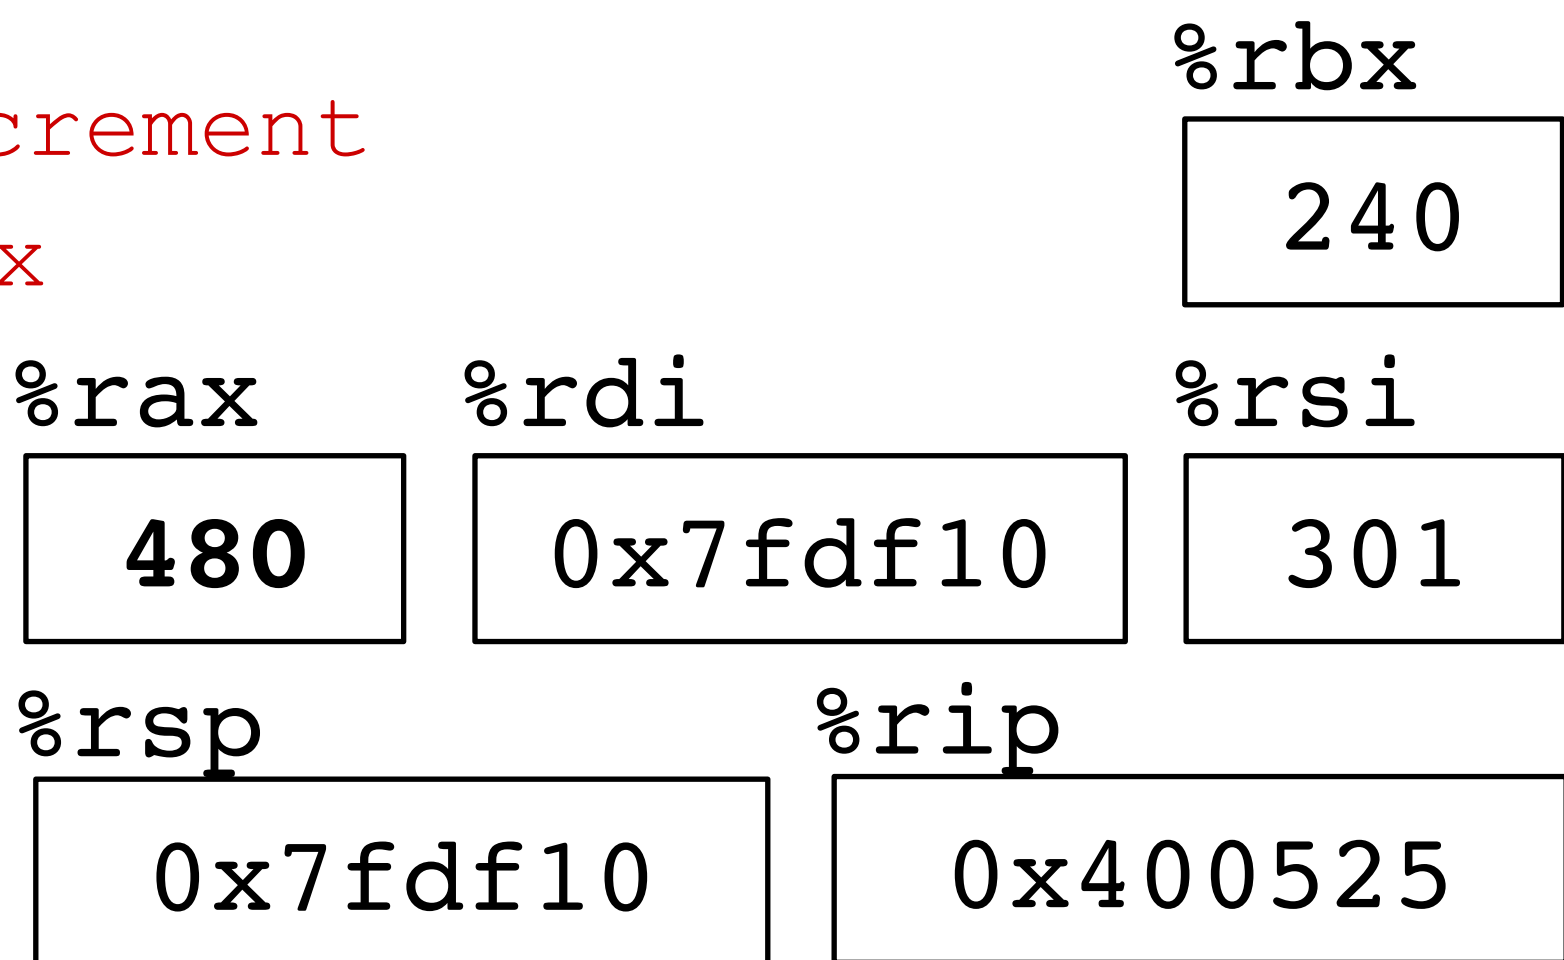 %rbx
crement
240
x
%rax %rdi %rsi
480 0x7fdf10 301
%rsp %rip
0x7fdf10 0x400525